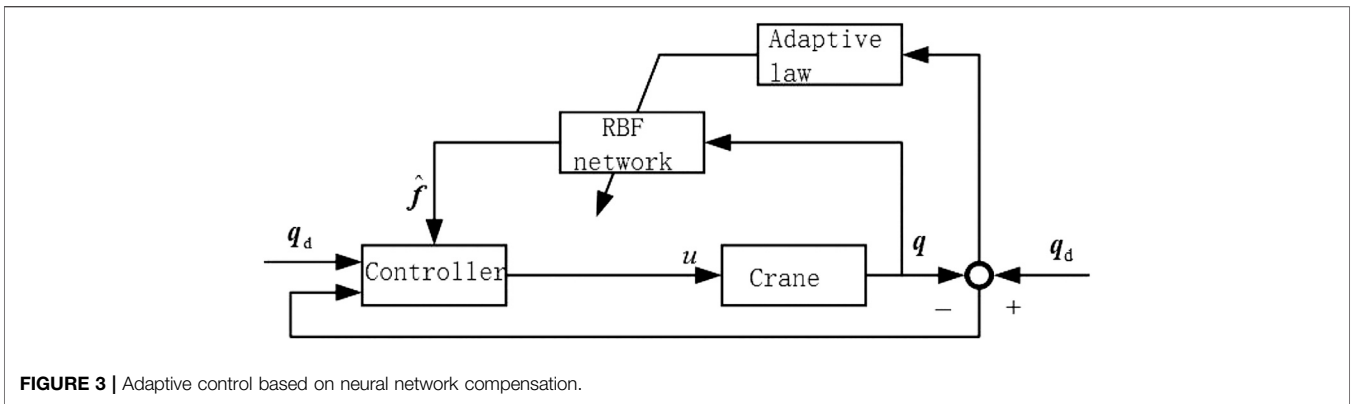 Adaptive
law
RBF
network
f̂
q_d
Controller
u
Crane
q
q_d
−
+
FIGURE 3 | Adaptive control based on neural network compensation.